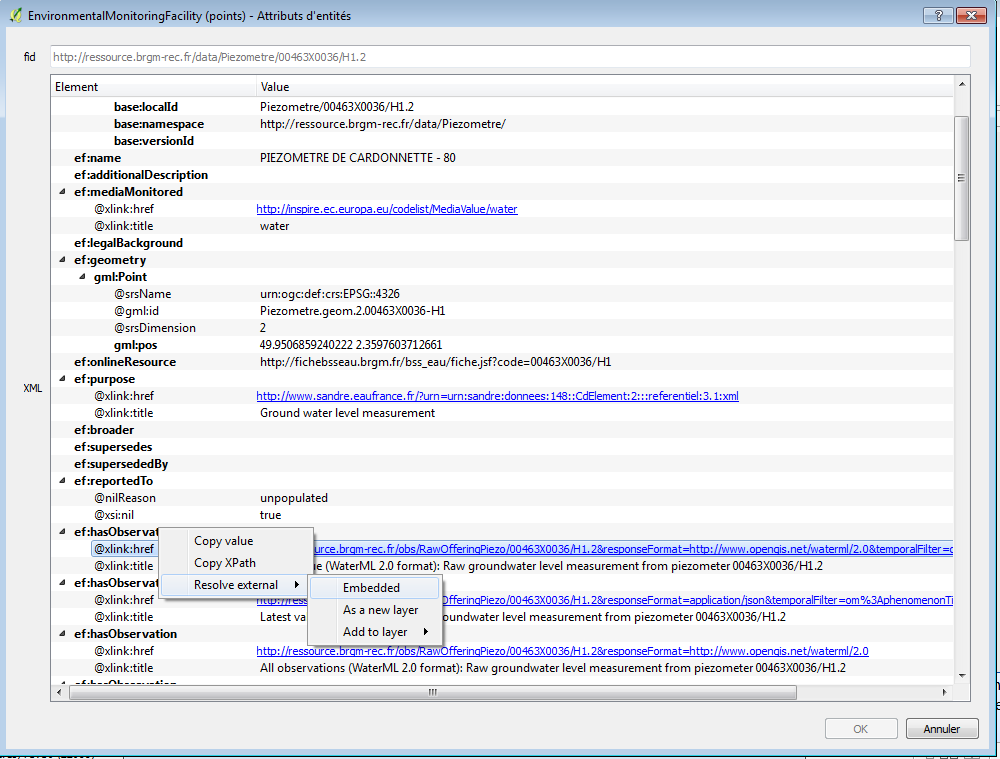 EnvironmentalMonitoringFacility (points) - Attributs d'entités
fid http://ressource.brgm-rec.fr/data/Piezometre/00463X0036/H1.2
Element Value
base:localId Piezometre/00463X0036/H1.2
base:namespace http://ressource.brgm-rec.fr/data/Piezometre/
base:versionId
ef:name PIEZOMETRE DE CARDONNETTE - 80
ef:additionalDescription
ef:mediaMonitored
@xlink:href http://inspire.ec.europa.eu/codelist/MediaValue/water
@xlink:title water
ef:legalBackground
ef:geometry
gml:Point
@srsName urn:ogc:def:crs:EPSG::4326
@gml:id Piezometre.geom.2.00463X0036-H1
@srsDimension 2
gml:pos 49.9506859240222 2.3597603712661
ef:onlineResource http://fichebsseau.brgm.fr/bss_eau/fiche.jsf?code=00463X0036/H1
XML
ef:purpose
@xlink:href http://www.sandre.eaufrance.fr/?urn=urn:sandre:donnees:148::CdElement:2:::referentiel:3.1:xml
@xlink:title Ground water level measurement
ef:broader
ef:supersedes
ef:supersededBy
ef:reportedTo
@nilReason unpopulated
@xsi:nil true
ef:hasObservat
@xlink:href ource.brgm-rec.fr/obs/RawOfferingPiezo/00463X0036/H1.2&responseFormat=http://www.opengis.net/waterml/2.0&temporalFilter=o
@xlink:title e (WaterML 2.0 format): Raw groundwater level measurement from piezometer 00463X0036/H1.2
ef:hasObservat
@xlink:href http://ress OfferingPiezo/00463X0036/H1.2&responseFormat=application/json&temporalFilter=om%3AphenomenonTi
@xlink:title Latest va oundwater level measurement from piezometer 00463X0036/H1.2
ef:hasObservation
@xlink:href http://ressource.brgm-rec.fr/obs/RawOfferingPiezo/00463X0036/H1.2&responseFormat=http://www.opengis.net/waterml/2.0
@xlink:title All observations (WaterML 2.0 format): Raw groundwater level measurement from piezometer 00463X0036/H1.2
ef:hasObservation
Copy value
Copy XPath
Resolve external
Embedded
As a new layer
Add to layer
OK Annuler